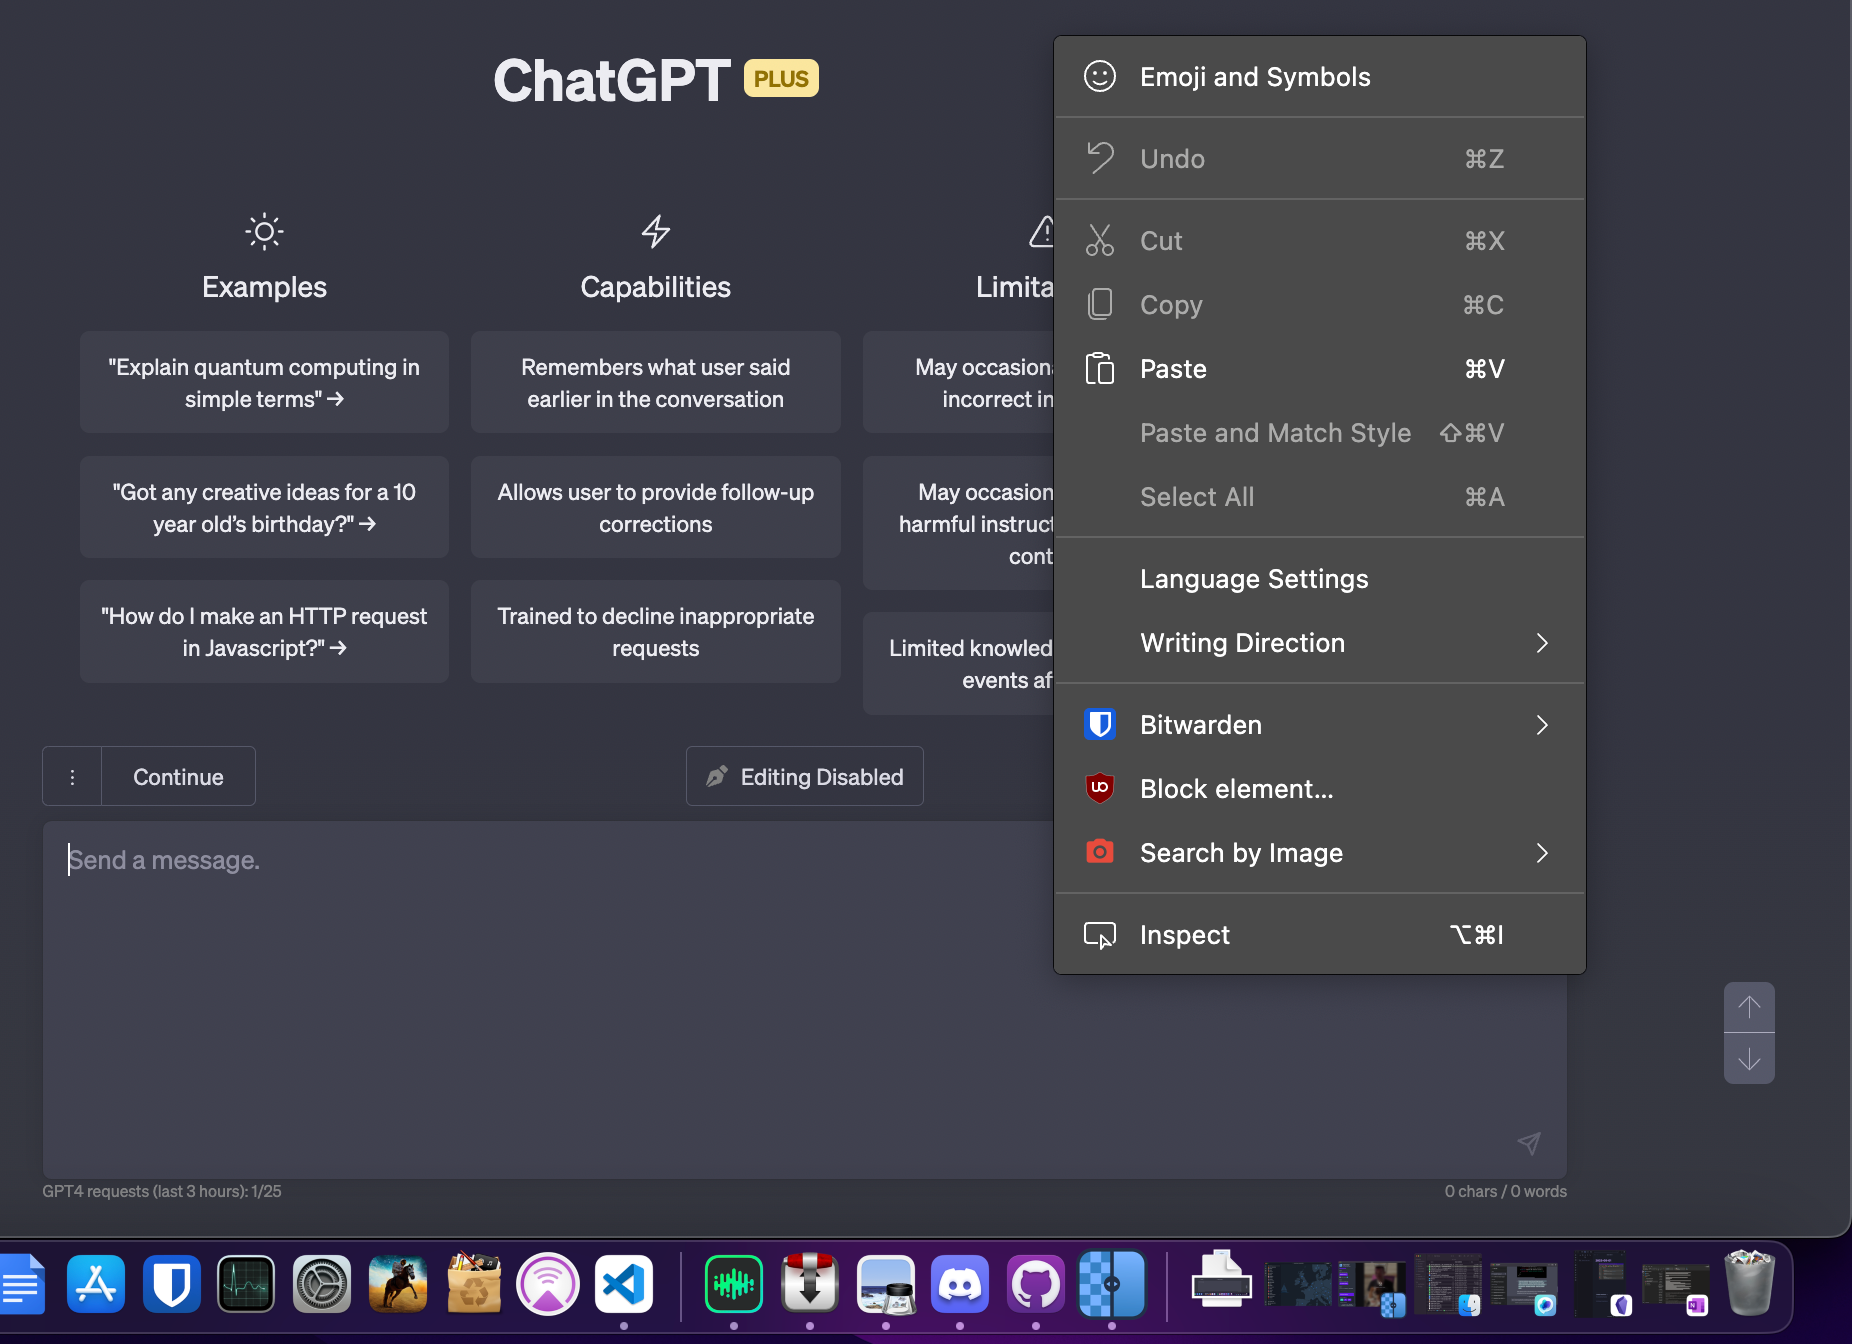 ChatGPT PLUS
Examples
"Explain quantum computing in
simple terms" →
"Got any creative ideas for a 10
year old’s birthday?" →
"How do I make an HTTP request
in Javascript?" →
Capabilities
Remembers what user said
earlier in the conversation
Allows user to provide follow-up
corrections
Trained to decline inappropriate
requests
Limita
May occasiona
incorrect in
May occasion
harmful instruct
cont
Limited knowled
events af
Continue
Editing Disabled
Send a message.
GPT4 requests (last 3 hours): 1/25
0 chars / 0 words
Emoji and Symbols
Undo ⌘Z
Cut ⌘X
Copy ⌘C
Paste ⌘V
Paste and Match Style ⇧⌘V
Select All ⌘A
Language Settings
Writing Direction
Bitwarden
Block element...
Search by Image
Inspect ⌥⌘I